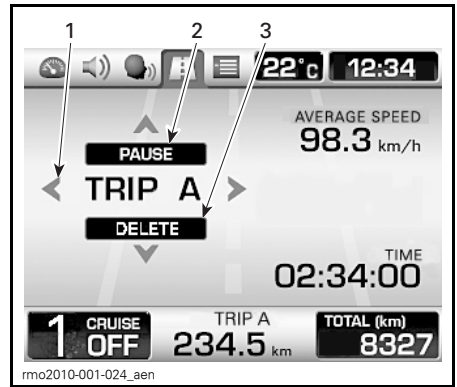 1 2 3
22°c 12:34
AVERAGE SPEED
98.3 km/h
PAUSE
TRIP A
DELETE
TIME
02:34:00
1 CRUISE OFF
TRIP A
234.5 km
TOTAL (km)
8327
rmo2010-001-024_aen